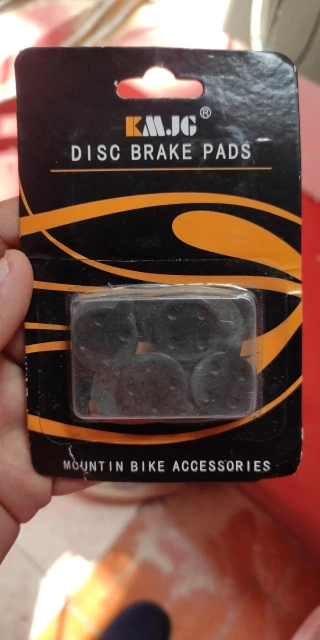 KMJG®
DISC BRAKE PADS
MOUNTIN BIKE ACCESSORIES